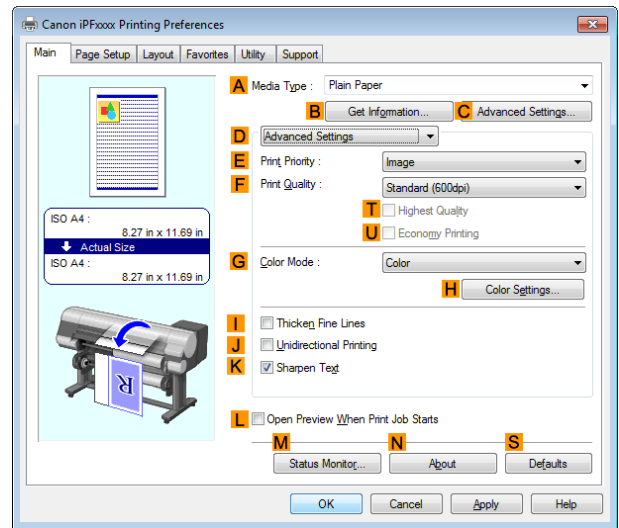 Canon iPFxxxx Printing Preferences
Main Page Setup Layout Favorites Utility Support
A Media Type : Plain Paper
B Get Information... C Advanced Settings...
D Advanced Settings
E Print Priority : Image
F Print Quality : Standard (600dpi)
T Highest Quality
U Economy Printing
ISO A4 :
8.27 in x 11.69 in
Actual Size
ISO A4 :
8.27 in x 11.69 in
G Color Mode : Color
H Color Settings...
I Thicken Fine Lines
J Unidirectional Printing
K Sharpen Text
R
L Open Preview When Print Job Starts
M N S
Status Monitor... About Defaults
OK Cancel Apply Help